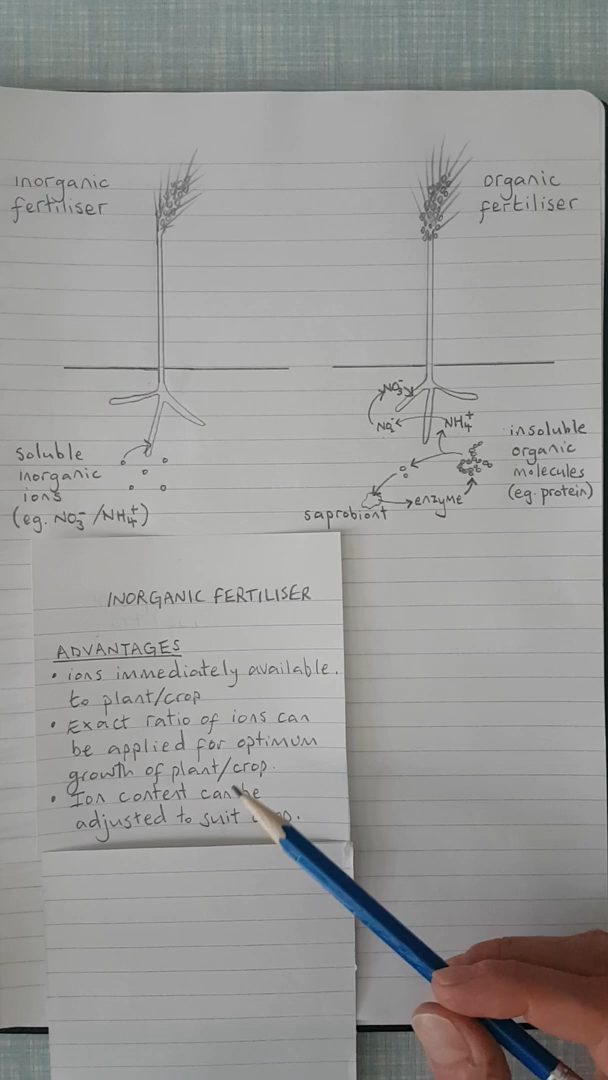 inorganic
fertiliser
organic
fertiliser
soluble
inorganic
ions
(eg. NO₃⁻/NH₄⁺)
NO₃⁻
NO₂⁻
NH₄⁺
insoluble
organic
molecules
(eg. protein)
saprobiont
enzyme
INORGANIC FERTILISER
ADVANTAGES
• ions immediately available
to plant/crop
• Exact ratio of ions can
be applied for optimum
growth of plant/crop.
• Ion content can be
adjusted to suit